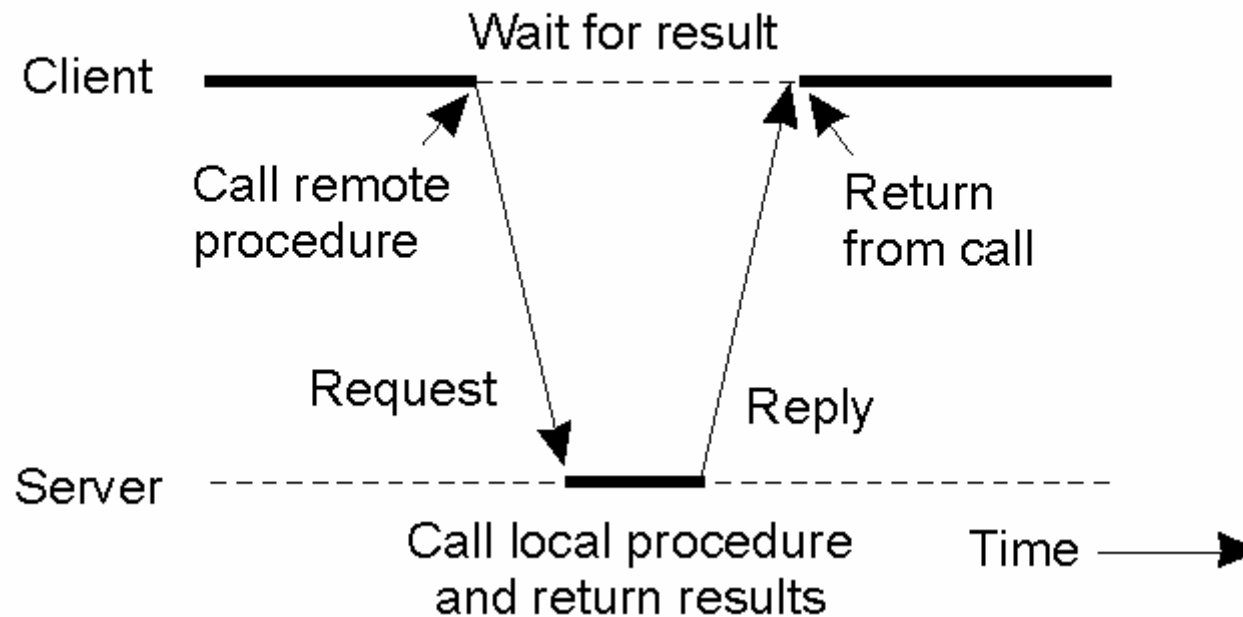 Wait for result
Client
Call remote
procedure
Return
from call
Request
Reply
Server
Call local procedure
and return results
Time